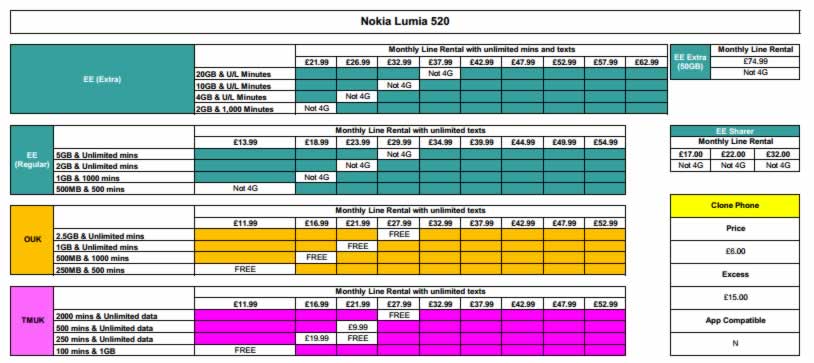 Nokia Lumia 520
Monthly Line Rental with unlimited mins and texts
£21.99 £26.99 £32.99 £37.99 £42.99 £47.99 £52.99 £57.99 £62.99
EE (Extra)
20GB & U/L Minutes Not 4G
10GB & U/L Minutes Not 4G
4GB & U/L Minutes Not 4G
2GB & 1,000 Minutes Not 4G
EE Extra (50GB)
Monthly Line Rental
£74.99
Not 4G
Monthly Line Rental with unlimited texts
£13.99 £18.99 £23.99 £29.99 £34.99 £39.99 £44.99 £49.99 £54.99
EE
(Regular)
5GB & Unlimited mins Not 4G
2GB & Unlimited mins Not 4G
1GB & 1000 mins Not 4G
500MB & 500 mins Not 4G
EE Sharer
Monthly Line Rental
£17.00 £22.00 £32.00
Not 4G Not 4G Not 4G
Monthly Line Rental with unlimited texts
£11.99 £16.99 £21.99 £27.99 £32.99 £37.99 £42.99 £47.99 £52.99
OUK
2.5GB & Unlimited mins FREE
1GB & Unlimited mins FREE
500MB & 1000 mins FREE
250MB & 500 mins FREE
Clone Phone
Price
£6.00
Excess
£15.00
App Compatible
N
Monthly Line Rental with unlimited texts
£11.99 £16.99 £21.99 £27.99 £32.99 £37.99 £42.99 £47.99 £52.99
TMUK
2000 mins & Unlimited data FREE
500 mins & Unlimited data £9.99
250 mins & Unlimited data £19.99 FREE
100 mins & 1GB FREE